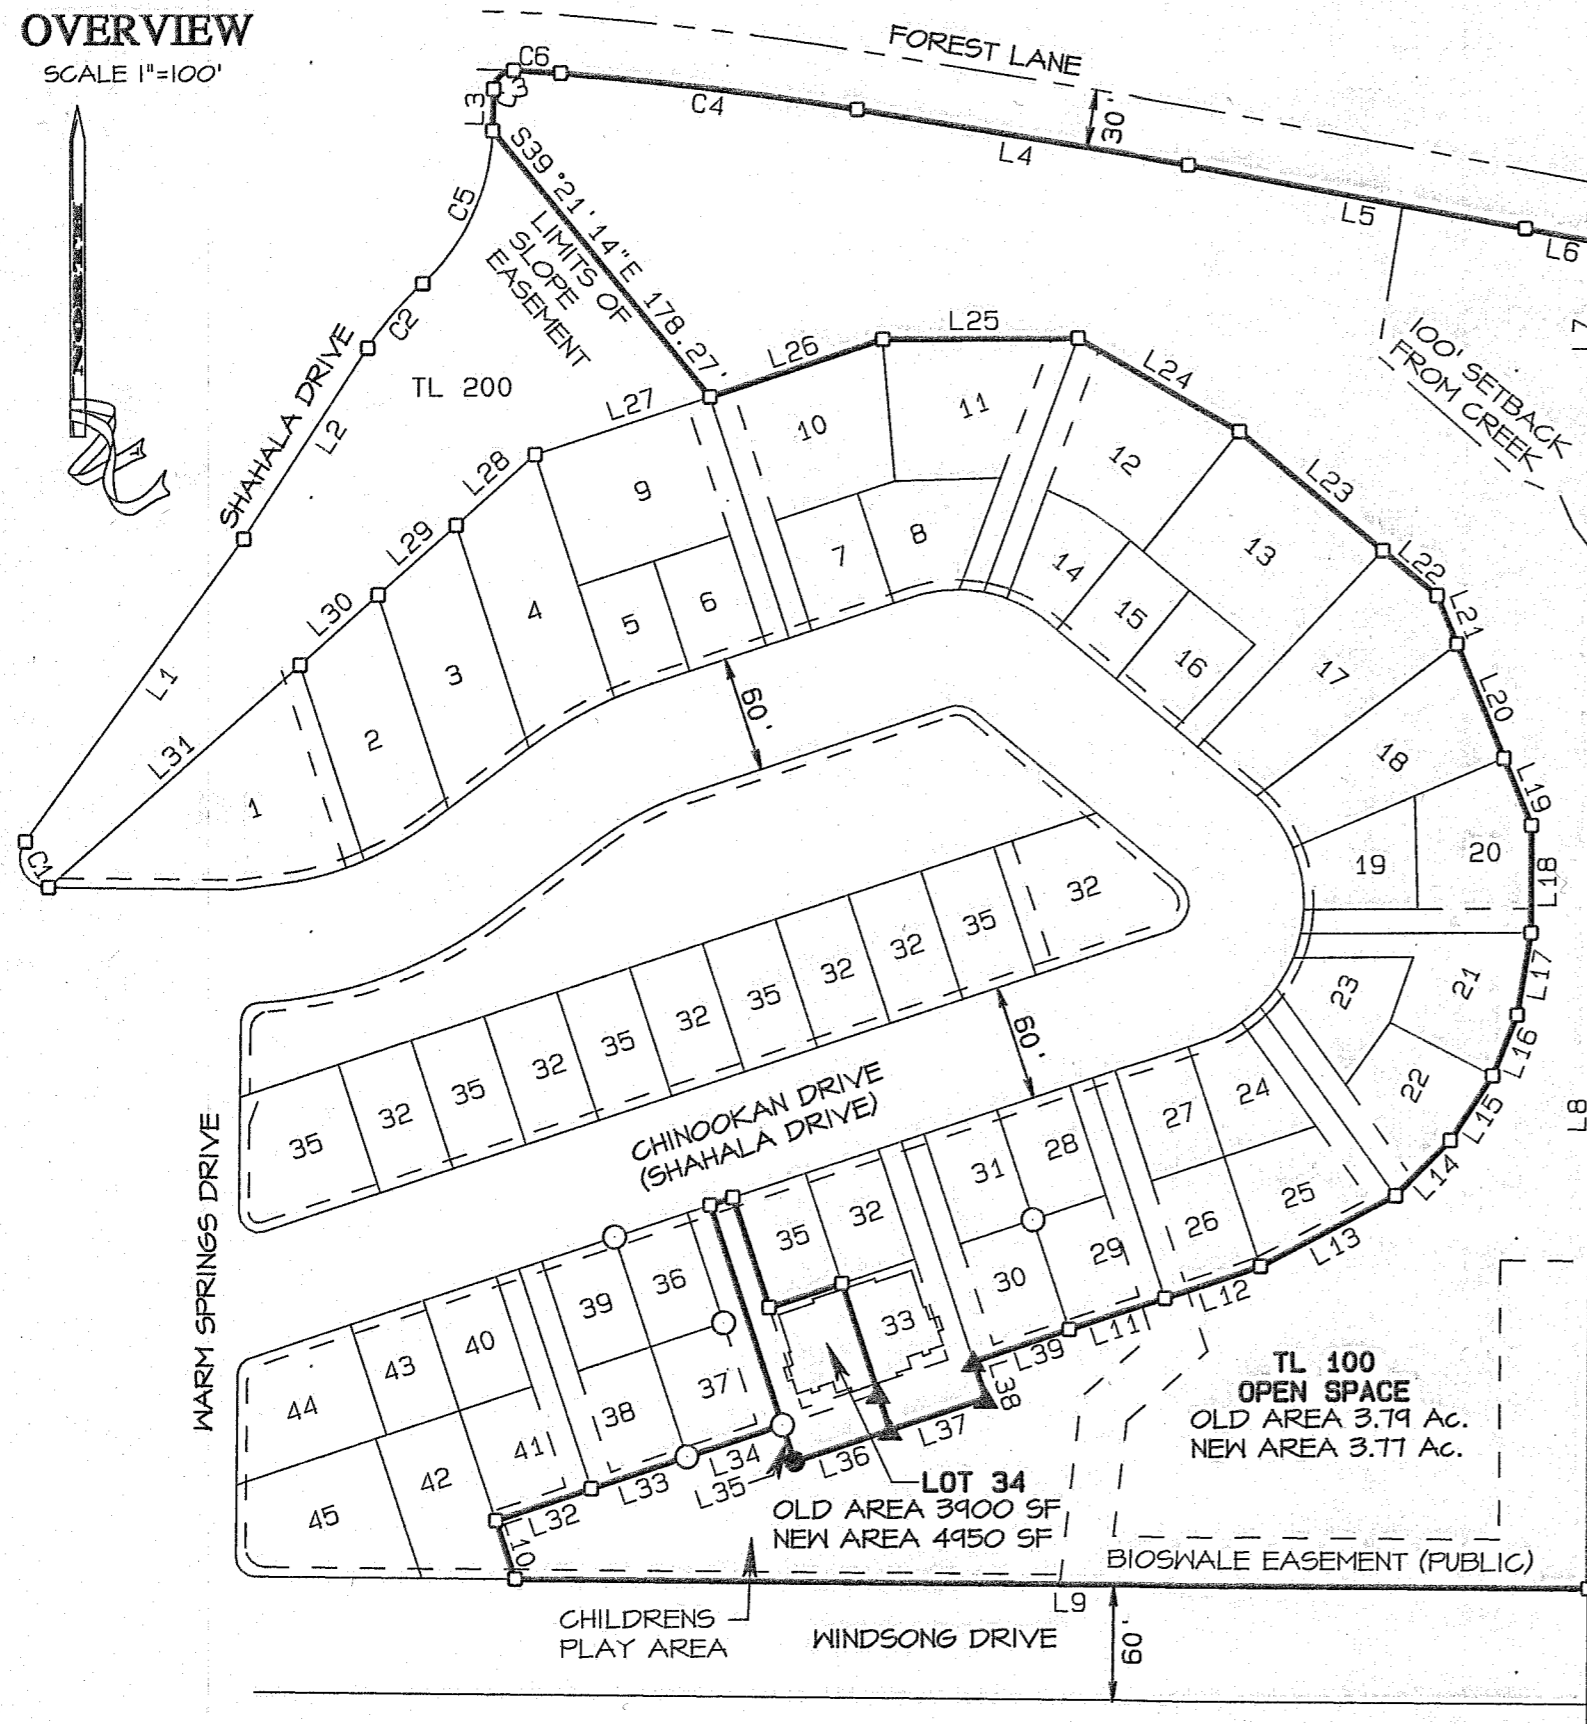 OVERVIEW
SCALE 1"=100'
NORTH
FOREST LANE
C6
C3
L3
C4
30'
L4
L5
L6
7
S39°21'14"E 178.27'
LIMITS OF
SLOPE
EASEMENT
C5
C2
SHAHALA DRIVE
L2
TL 200
L1
L31
C1
L30
L29
L28
L27
L26
L25
L24
L23
L22
L21
L20
L19
L18
L17
L16
L15
L14
L13
L12
L11
L39
L38
L37
L36
L35
L34
L33
L32
L10
L9
L8
100' SETBACK
FROM CREEK
1
2
3
4
5
6
7
8
9
10
11
12
13
14
15
16
17
18
19
20
21
22
23
24
25
26
27
28
29
30
31
32
33
35
36
37
38
39
40
41
42
43
44
45
60'
35
32
35
32
35
32
35
32
32
35
32
60'
CHINOOKAN DRIVE
(SHAHALA DRIVE)
WARM SPRINGS DRIVE
TL 100
OPEN SPACE
OLD AREA 3.79 Ac.
NEW AREA 3.77 Ac.
LOT 34
OLD AREA 3900 SF
NEW AREA 4950 SF
BIOSWALE EASEMENT (PUBLIC)
CHILDRENS
PLAY AREA
WINDSONG DRIVE
60'